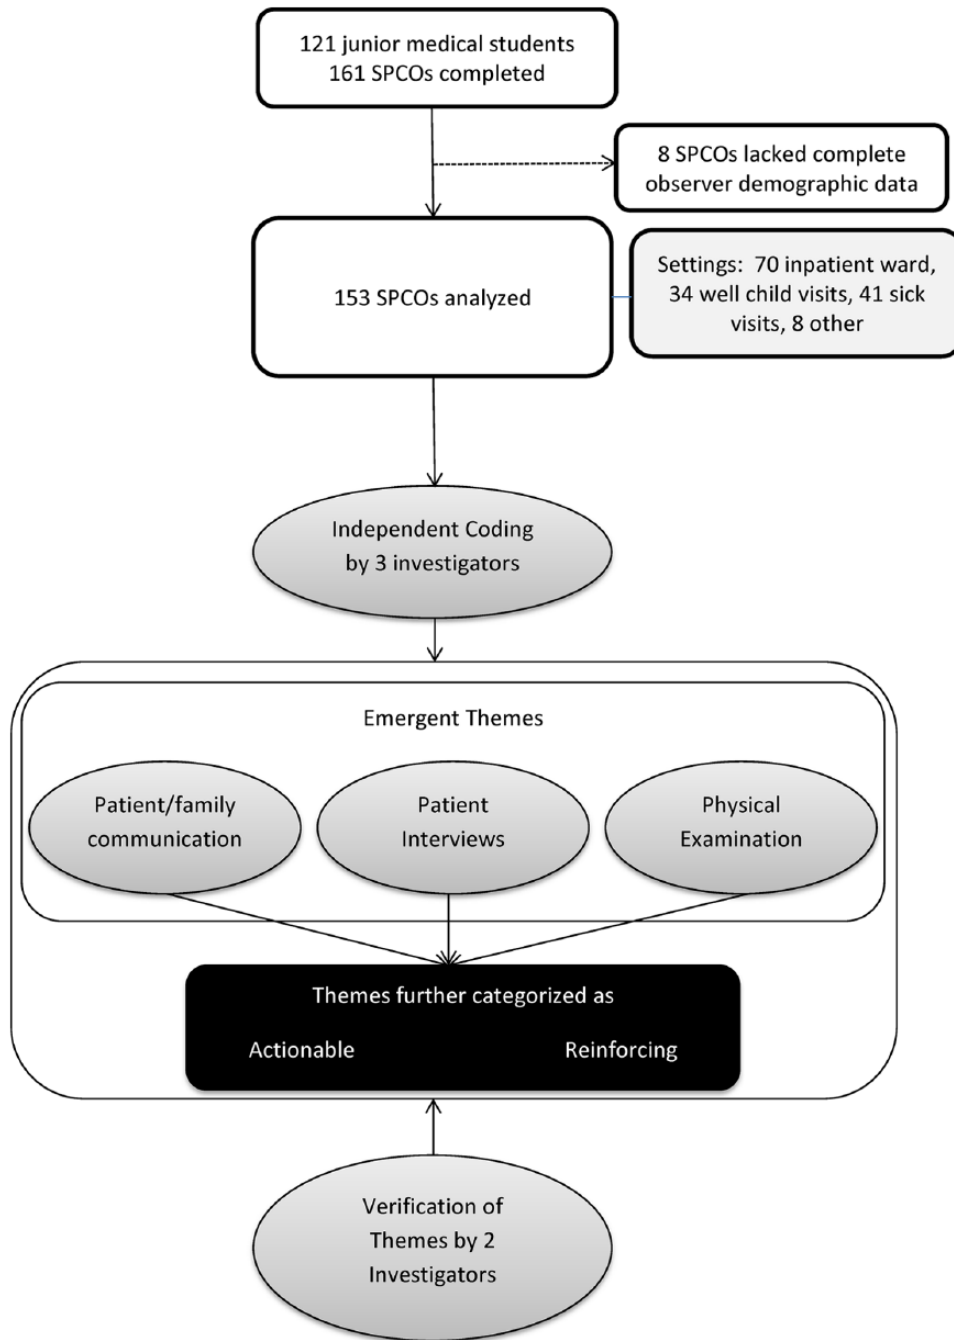 121 junior medical students
161 SPCOs completed
8 SPCOs lacked complete
observer demographic data
153 SPCOs analyzed
Settings: 70 inpatient ward,
34 well child visits, 41 sick
visits, 8 other
Independent Coding
by 3 investigators
Emergent Themes
Patient/family
communication
Patient
Interviews
Physical
Examination
Themes further categorized as
Actionable
Reinforcing
Verification of
Themes by 2
Investigators